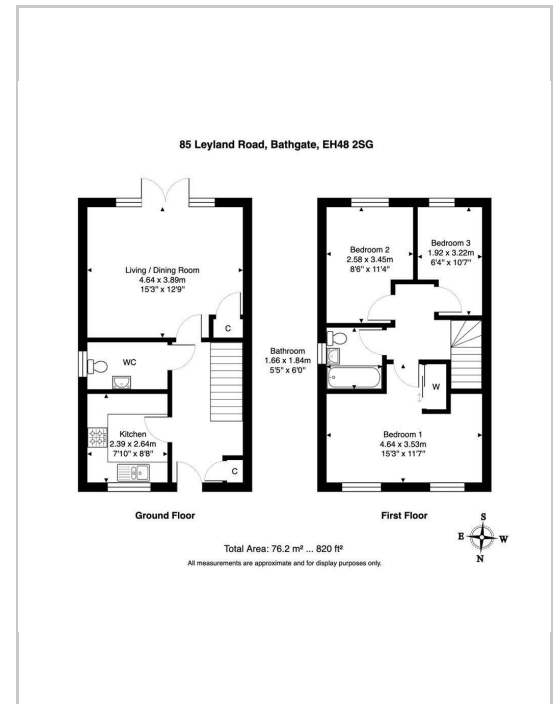 85 Leyland Road, Bathgate, EH48 2SG
Living / Dining Room
4.64 x 3.89m
15'3" x 12'9"
C
WC
Kitchen
2.39 x 2.64m
7'10" x 8'8"
C
Ground Floor
Bedroom 2
2.58 x 3.45m
8'6" x 11'4"
Bedroom 3
1.92 x 3.22m
6'4" x 10'7"
Bathroom
1.66 x 1.84m
5'5" x 6'0"
W
Bedroom 1
4.64 x 3.53m
15'3" x 11'7"
First Floor
S
E W
N
Total Area: 76.2 m² ... 820 ft²
All measurements are approximate and for display purposes only.